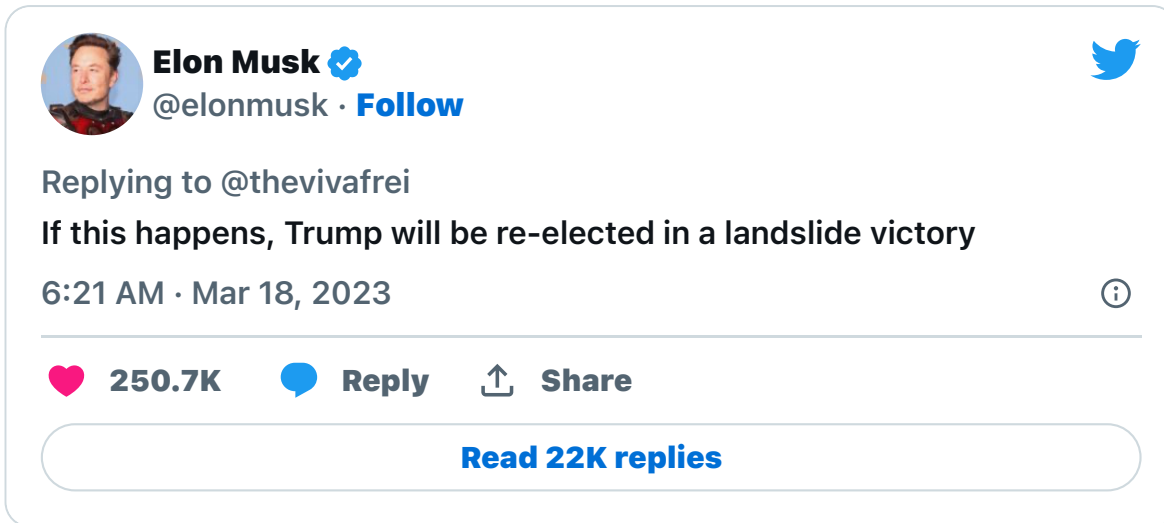 Elon Musk
@elonmusk · Follow
Replying to @thevivafrei
If this happens, Trump will be re-elected in a landslide victory
6:21 AM · Mar 18, 2023
250.7K Reply Share
Read 22K replies